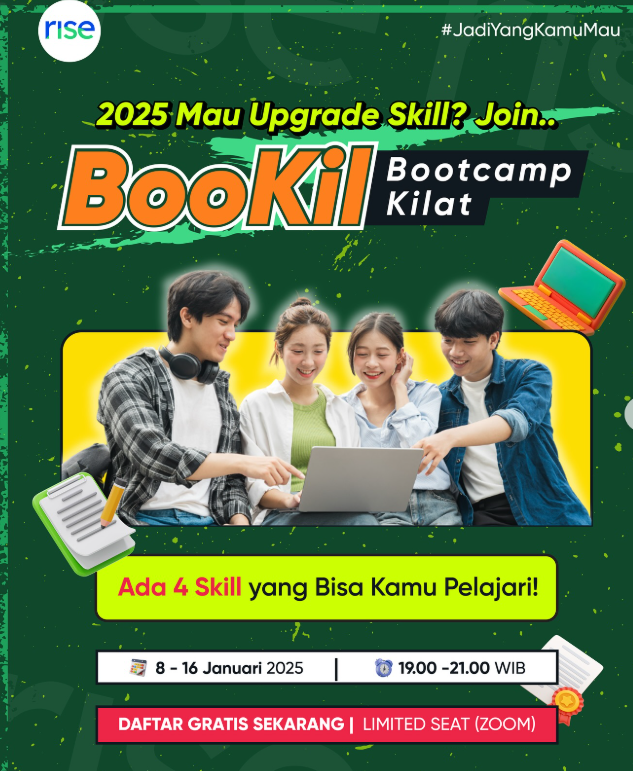 rise
#JadiYangKamuMau
2025 Mau Upgrade Skill? Join..
BooKil
Bootcamp
Kilat
Ada 4 Skill yang Bisa Kamu Pelajari!
8 - 16 Januari 2025 | 19.00 -21.00 WIB
DAFTAR GRATIS SEKARANG | LIMITED SEAT (ZOOM)